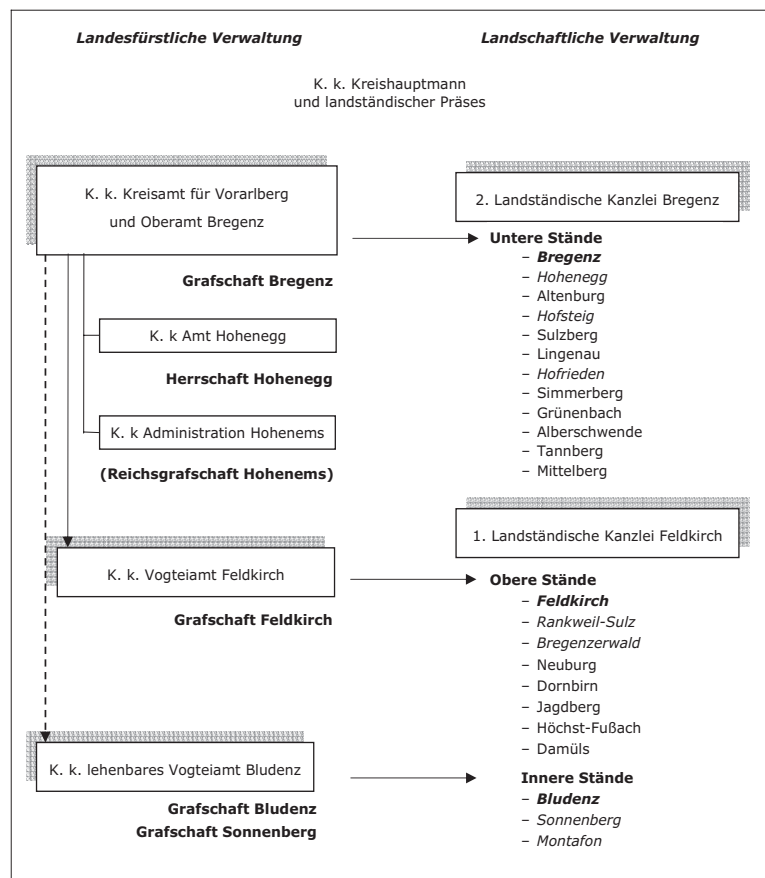 Landesfürstliche Verwaltung
Landschaftliche Verwaltung
K. k. Kreishauptmann
und landständischer Präses
K. k. Kreisamt für Vorarlberg
und Oberamt Bregenz
Grafschaft Bregenz
K. k Amt Hohenegg
Herrschaft Hohenegg
K. k Administration Hohenems
(Reichsgrafschaft Hohenems)
K. k. Vogteiamt Feldkirch
Grafschaft Feldkirch
K. k. lehenbares Vogteiamt Bludenz
Grafschaft Bludenz
Grafschaft Sonnenberg
2. Landständische Kanzlei Bregenz
Untere Stände
– Bregenz
– Hohenegg
– Altenburg
– Hofsteig
– Sulzberg
– Lingenau
– Hofrieden
– Simmerberg
– Grünenbach
– Alberschwende
– Tannberg
– Mittelberg
1. Landständische Kanzlei Feldkirch
Obere Stände
– Feldkirch
– Rankweil-Sulz
– Bregenzerwald
– Neuburg
– Dornbirn
– Jagdberg
– Höchst-Fußach
– Damüls
Innere Stände
– Bludenz
– Sonnenberg
– Montafon